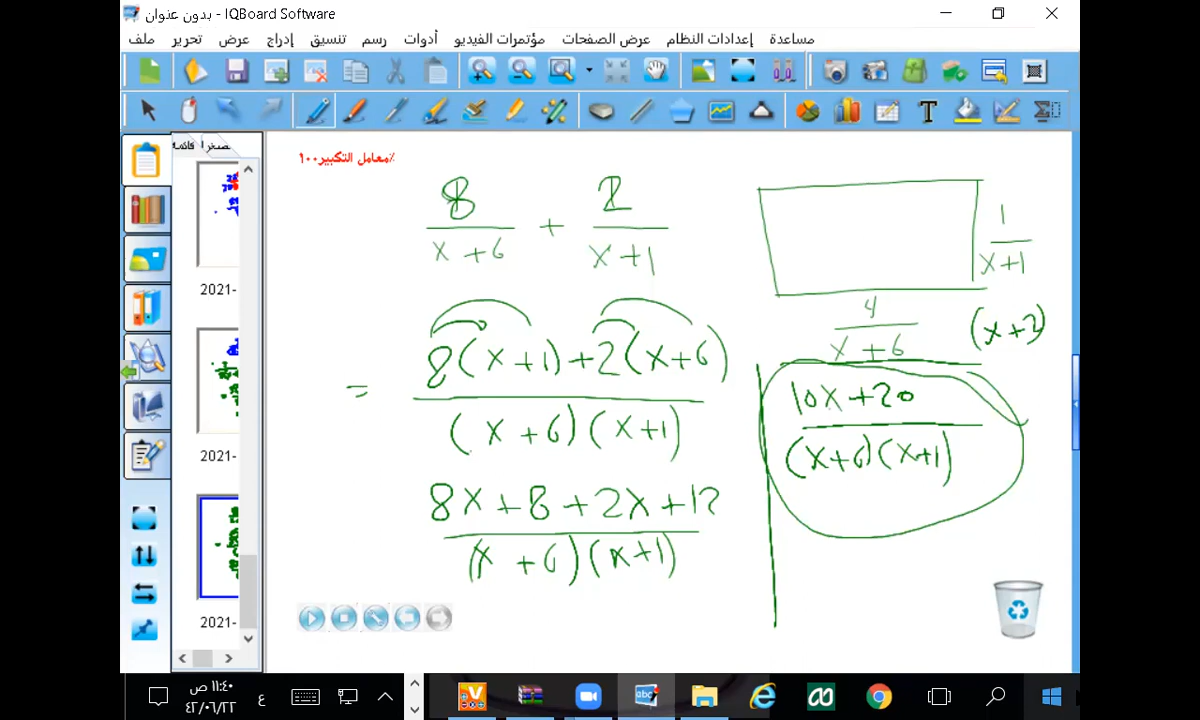 بدون عنوان - IQBoard Software
ملف تحرير عرض إدراج تنسيق رسم أدوات مؤتمرات الفيديو عرض الصفحات إعدادات النظام مساعدة
معامل التكبير١٠٠٪
8/(x+6) + 2/(x+1)
= (8(x+1)+2(x+6))/((x+6)(x+1))
(8x+8+2x+12)/((x+6)(x+1))
1/(x+1)
4/(x+6)
(x+2)
(10x+20)/((x+6)(x+1))
2021-
2021-
2021-
١١:٤٠ ص
٤٢/٠٦/٢٢
ع
abc